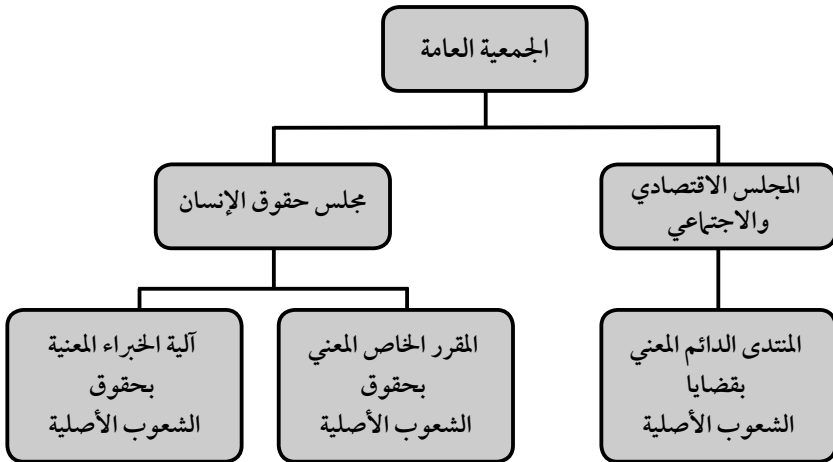 الجمعية العامة
المجلس الاقتصادي
والاجتماعي
مجلس حقوق الإنسان
المنتدى الدائم المعني
بقضايا
الشعوب الأصلية
المقرر الخاص المعني
بحقوق
الشعوب الأصلية
آلية الخبراء المعنية
بحقوق
الشعوب الأصلية